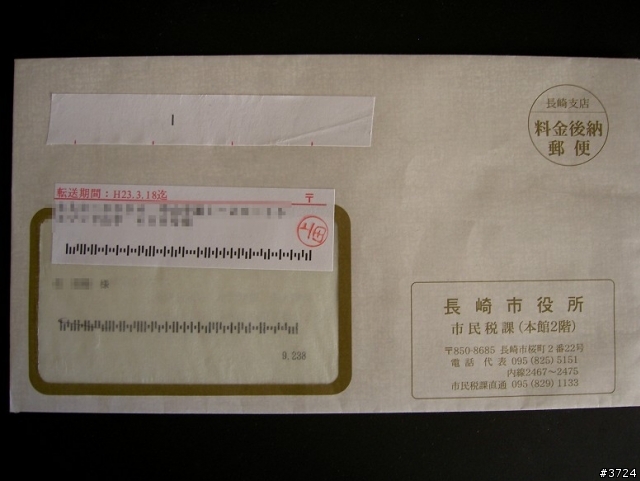 長崎支店
料金後納
郵便
転送期間：H23.3.18迄
〒
山田
様
9,238
長崎市役所
市民税課(本館2階)
〒850-8685 長崎市桜町2番22号
電話 代表 095(825)5151
内線2467～2475
市民税課直通 095(829)1133
#3724